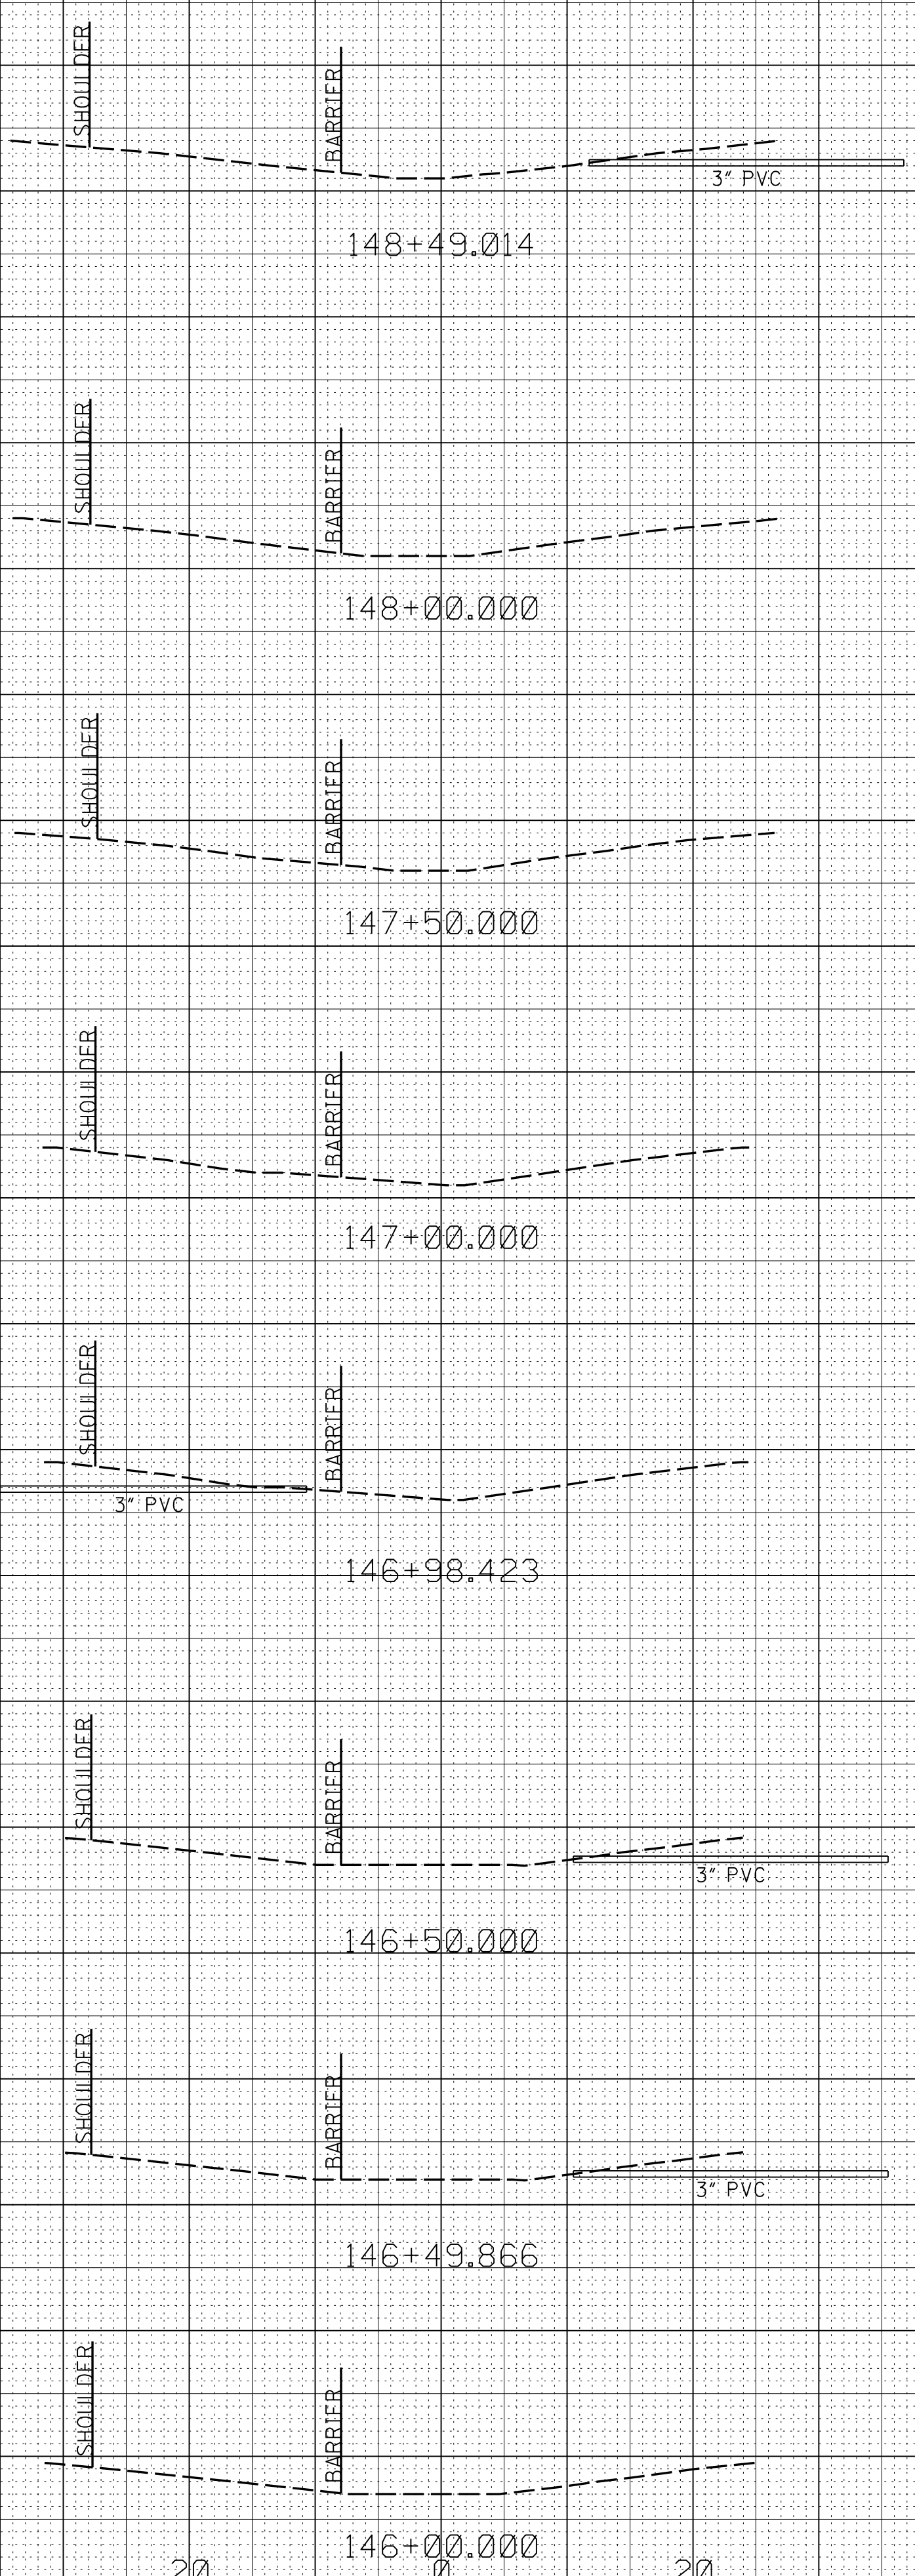 SHOULDER
BARRIER
3" PVC
148+49.014
SHOULDER
BARRIER
148+00.000
SHOULDER
BARRIER
147+50.000
SHOULDER
BARRIER
147+00.000
SHOULDER
BARRIER
3" PVC
146+98.423
SHOULDER
BARRIER
3" PVC
146+50.000
SHOULDER
BARRIER
3" PVC
146+49.866
SHOULDER
BARRIER
146+00.000
20 0 20